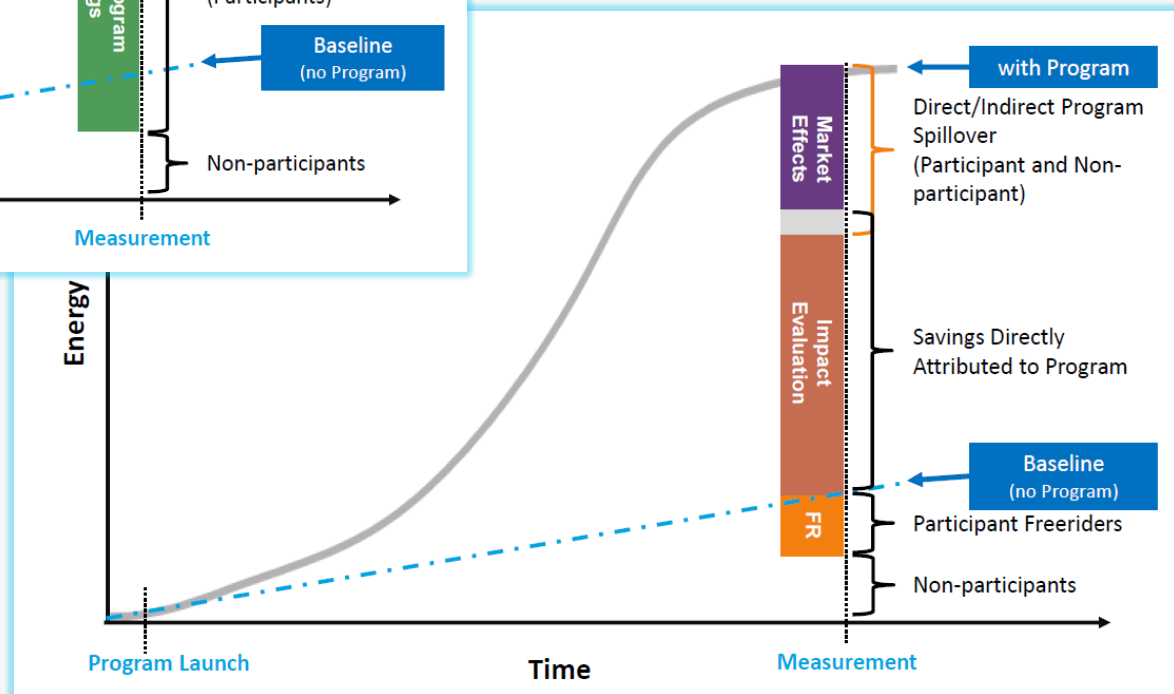 (Participants)
ogram
gs
Baseline
(no Program)
Non-participants
Measurement
with Program
Direct/Indirect Program
Spillover
(Participant and Non-
participant)
Market
Effects
Energy
Impact
Evaluation
Savings Directly
Attributed to Program
Baseline
(no Program)
FR
Participant Freeriders
Non-participants
Program Launch
Time
Measurement